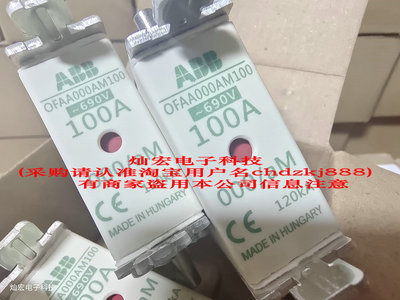 ABB
OFAA000AM100
~690V
100A
CE
MADE IN HUNGARY
ABB
OFAA000AM100
~690V
100A
CE
120KA
MADE IN HUNGARY
灿宏电子科技
(采购请认准淘宝用户名chdzkj888)
有商家盗用本公司信息注意
灿宏电子科技